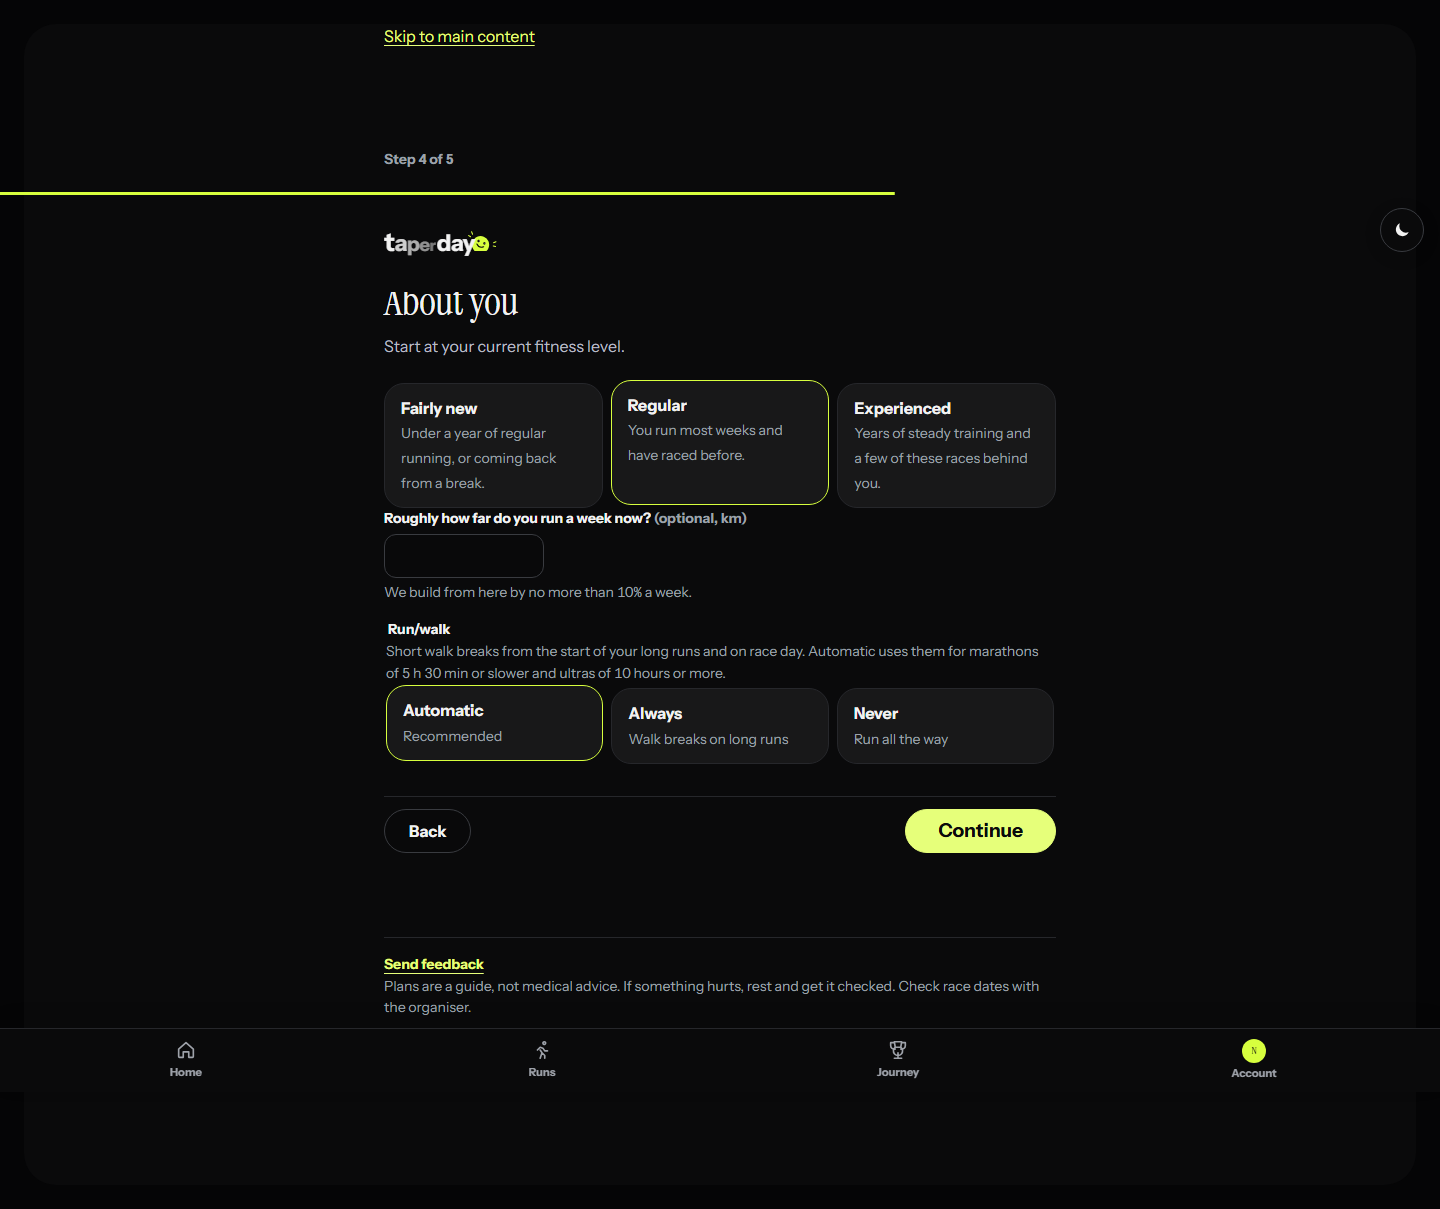 Skip to main content
Step 4 of 5
taperday
About you
Start at your current fitness level.
Fairly new
Under a year of regular
running, or coming back
from a break.
Regular
You run most weeks and
have raced before.
Experienced
Years of steady training and
a few of these races behind
you.
Roughly how far do you run a week now? (optional, km)
We build from here by no more than 10% a week.
Run/walk
Short walk breaks from the start of your long runs and on race day. Automatic uses them for marathons
of 5 h 30 min or slower and ultras of 10 hours or more.
Automatic
Recommended
Always
Walk breaks on long runs
Never
Run all the way
Back
Continue
Send feedback
Plans are a guide, not medical advice. If something hurts, rest and get it checked. Check race dates with
the organiser.
Home
Runs
Journey
N
Account